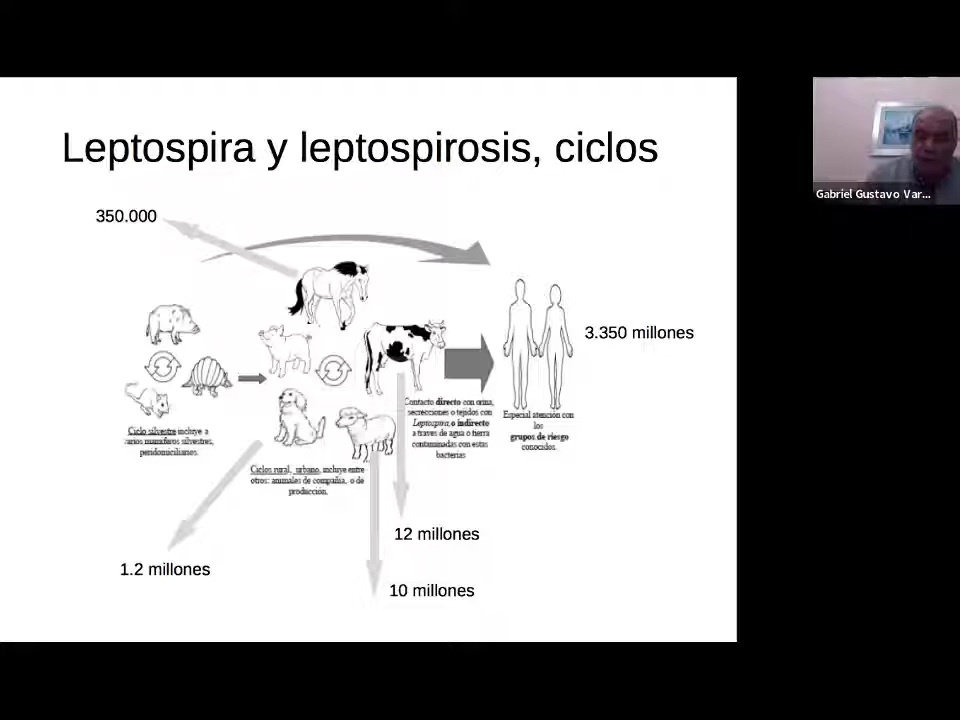 Leptospira y leptospirosis, ciclos
Gabriel Gustavo Var...
350.000
3.350 millones
Contacto directo con orina,
secreciones o tejidos con
Leptospira, o indirecto
a través de agua o tierra
contaminadas con estas
bacterias
Especial atención con
los
grupos de riesgo
conocidos.
Ciclo silvestre incluye a
varios mamíferos silvestres,
peridomicilianos.
Ciclos rural, urbano, incluye entre
otros: animales de compañía, o de
producción.
12 millones
1.2 millones
10 millones